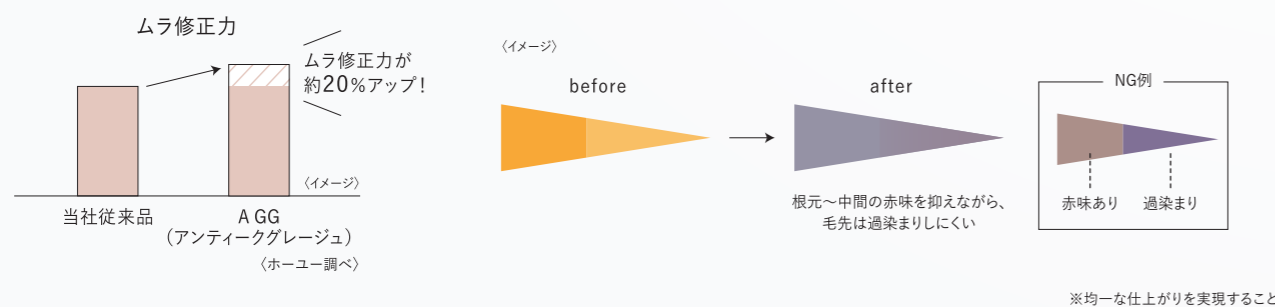 ムラ修正力
ムラ修正力が
約20%アップ！
〈イメージ〉
当社従来品
A GG
（アンティークグレージュ）
〈ホーユー調べ〉
〈イメージ〉
before
after
根元〜中間の赤味を抑えながら、
毛先は過染まりしにくい
NG例
赤味あり
過染まり
※均一な仕上がりを実現すること